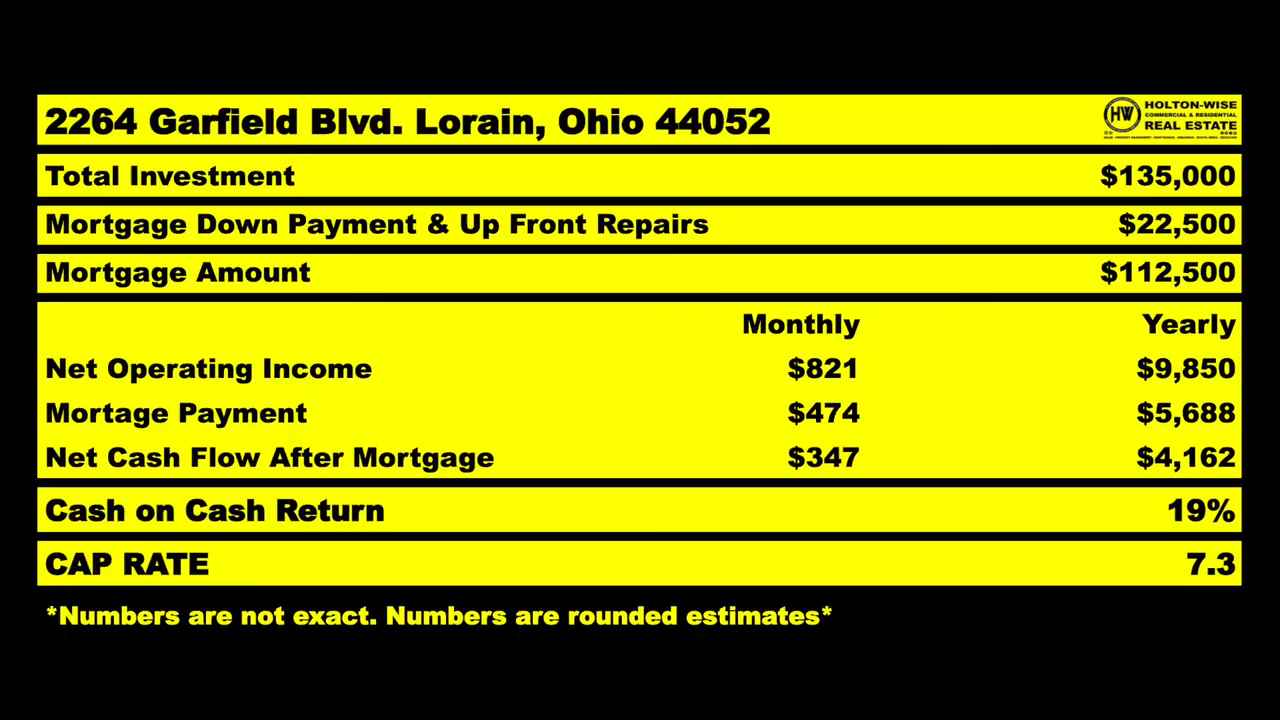 2264 Garfield Blvd. Lorain, Ohio 44052
HW
HOLTON-WISE
COMMERCIAL & RESIDENTIAL
REAL ESTATE
Total Investment $135,000
Mortgage Down Payment & Up Front Repairs $22,500
Mortgage Amount $112,500
Monthly Yearly
Net Operating Income $821 $9,850
Mortage Payment $474 $5,688
Net Cash Flow After Mortgage $347 $4,162
Cash on Cash Return 19%
CAP RATE 7.3
*Numbers are not exact. Numbers are rounded estimates*